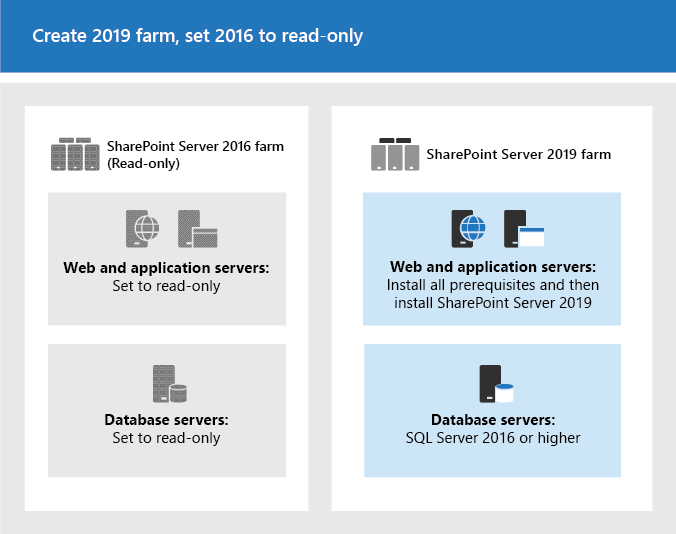 Create 2019 farm, set 2016 to read-only
SharePoint Server 2016 farm
(Read-only)
Web and application servers:
Set to read-only
Database servers:
Set to read-only
SharePoint Server 2019 farm
Web and application servers:
Install all prerequisites and then
install SharePoint Server 2019
Database servers:
SQL Server 2016 or higher